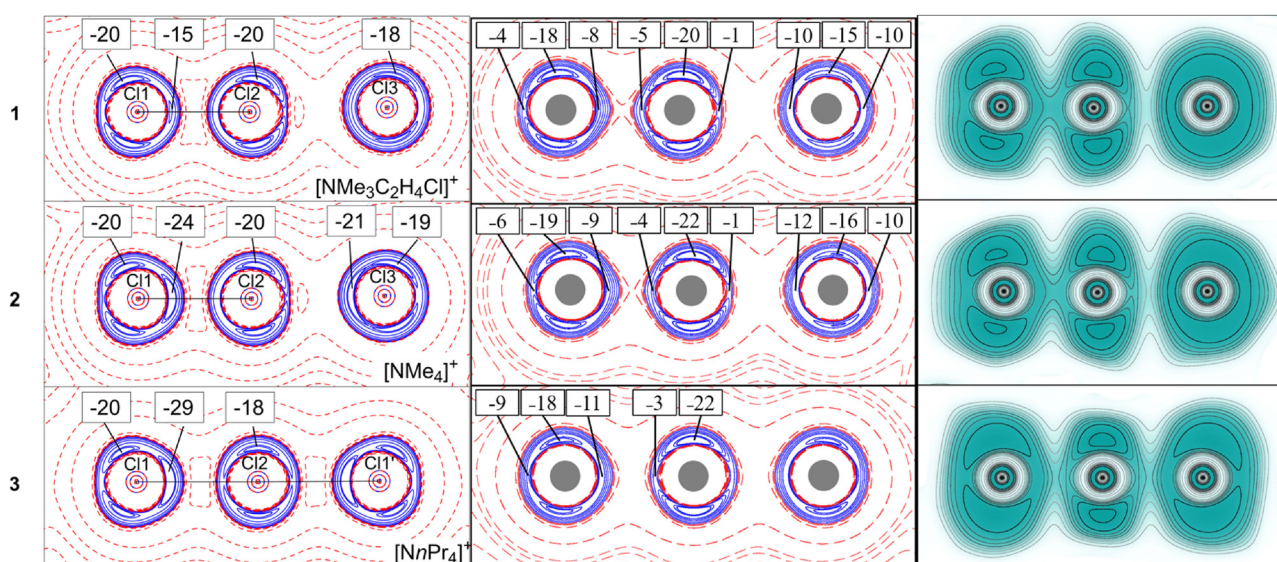 -20 -15 -20 -18 -4 -18 -8 -5 -20 -1 -10 -15 -10
Cl1 Cl2 Cl3
1
[NMe₃C₂H₄Cl]⁺
-20 -24 -20 -21 -19 -6 -19 -9 -4 -22 -1 -12 -16 -10
Cl1 Cl2 Cl3
2
[NMe₄]⁺
-20 -29 -18 -9 -18 -11 -3 -22
Cl1 Cl2 Cl1'
3
[NnPr₄]⁺